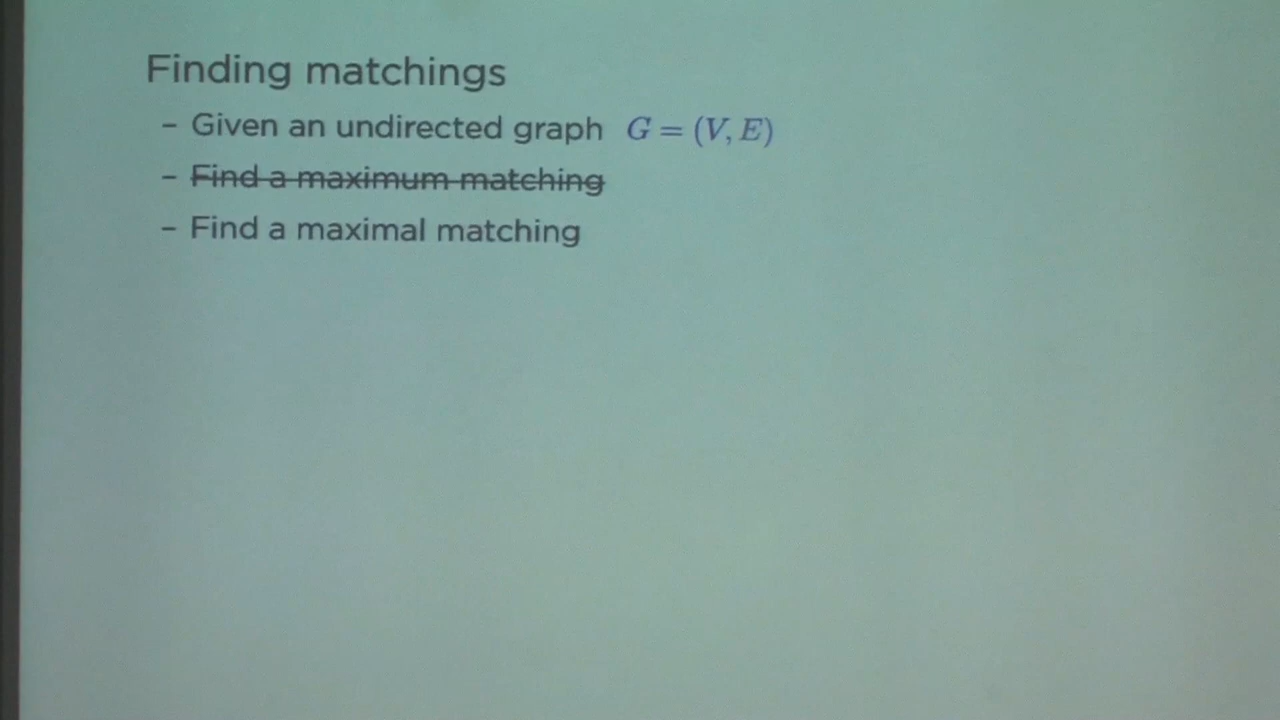 Finding matchings
– Given an undirected graph G = (V, E)
– Find a maximum matching
– Find a maximal matching